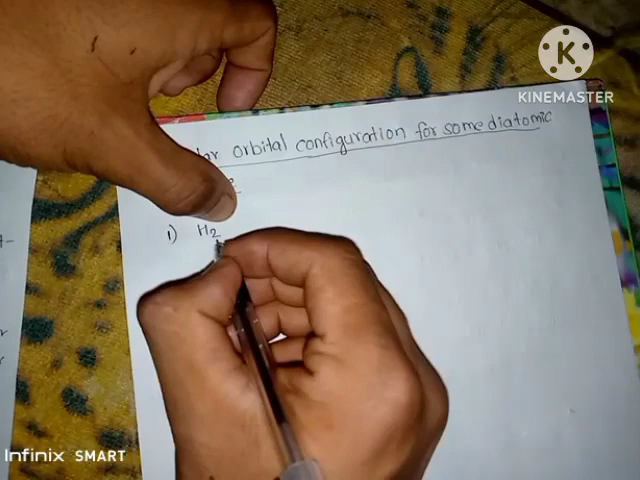 KINEMASTER
orbital configuration for some diatomic
1) H2
Infinix SMART